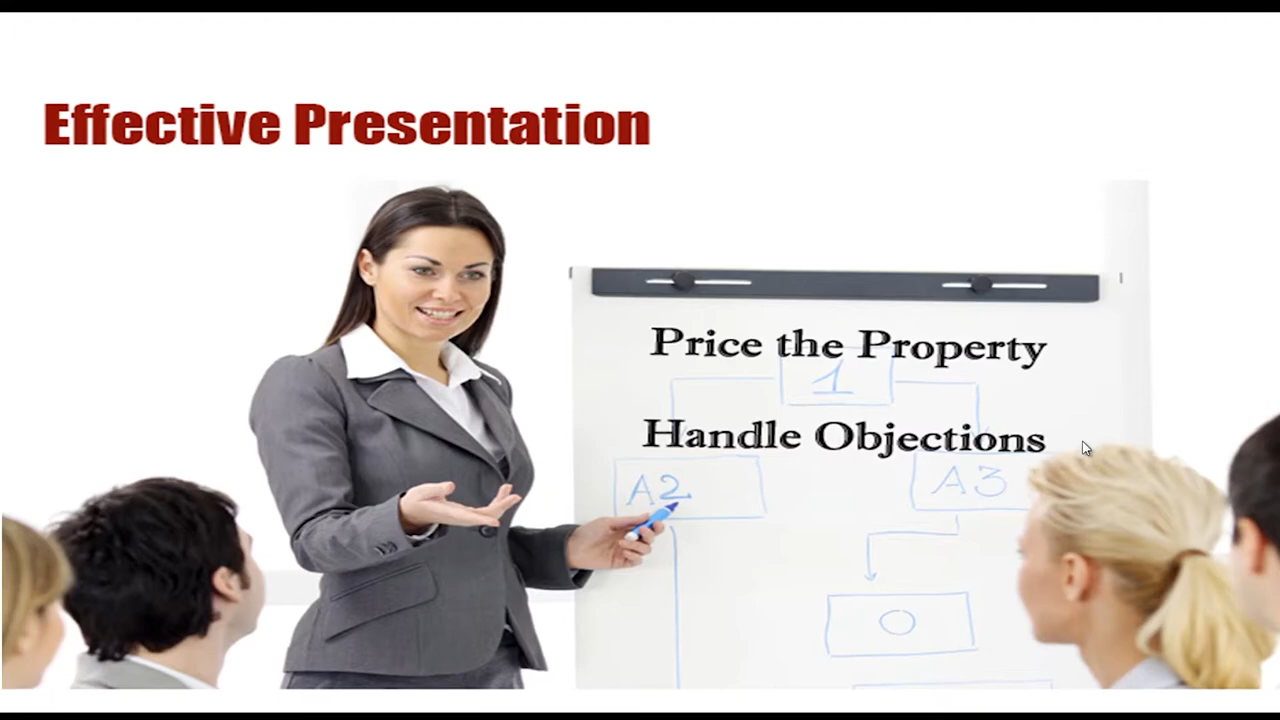 Effective Presentation
Price the Property
1
Handle Objections
A2
A3
O